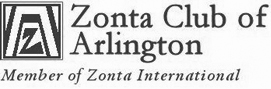 Zonta Club of
Arlington
Member of Zonta International